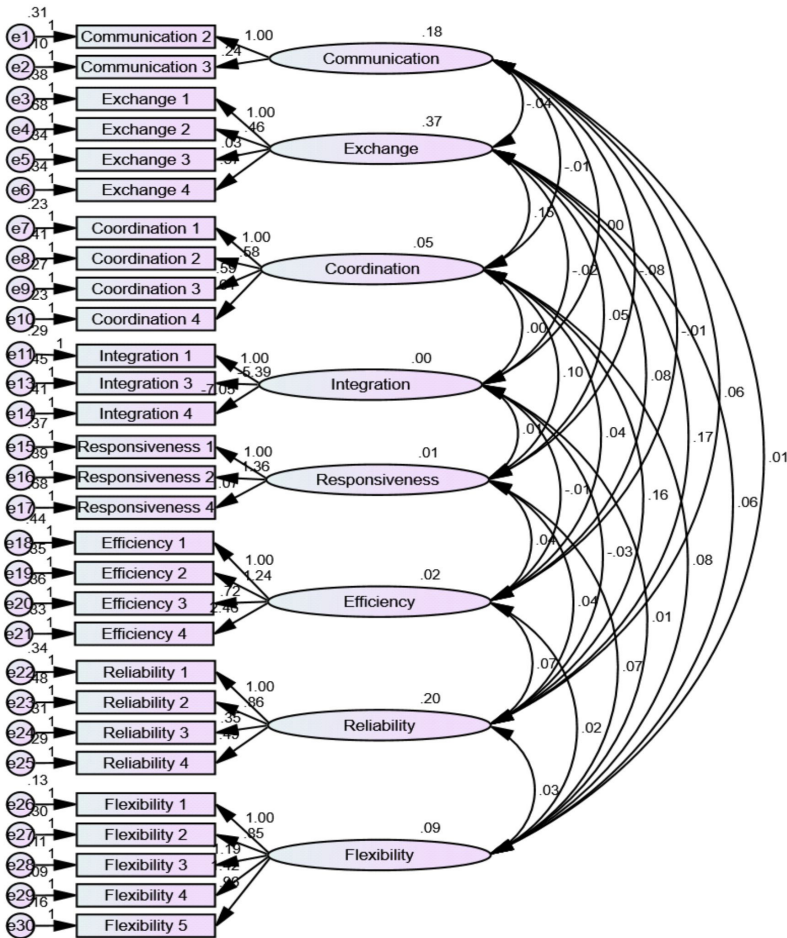 .31
e1 1 Communication 2 1.00 .18
.10
e2 1 Communication 3 .24 Communication
.38
e3 1 Exchange 1 1.00 -.04
.68
e4 1 Exchange 2 .46 .37
.34
e5 1 Exchange 3 .03 Exchange -.01
.34
e6 1 Exchange 4
.23
e7 1 Coordination 1 1.00 .15 .00
.41
e8 1 Coordination 2 .58 .05
.27
e9 1 Coordination 3 .59 Coordination -.02 -.08
.23
e10 1 Coordination 4 .05
.29
e11 1 Integration 1 1.00 .00 .00 -.01
.45
e13 1 Integration 3 -5.39 Integration .10 .08 .06
.41
e14 1 Integration 4 -7.05
.37
e15 1 Responsiveness 1 1.00 .01 .01 .04 .17 .01
.39
e16 1 Responsiveness 2 1.36 Responsiveness
.68
e17 1 Responsiveness 4 -.01 .16 .06
.44
e18 1 Efficiency 1 1.00 .04 -.03 .08
.35
e19 1 Efficiency 2 1.24 .02
.36
e20 1 Efficiency 3 .72 Efficiency .04 .01
.33
e21 1 Efficiency 4 2.46
.34
e22 1 Reliability 1 1.00 .07 .07
.48
e23 1 Reliability 2 .86 .20
.31
e24 1 Reliability 3 .35 Reliability .02
.29
e25 1 Reliability 4 .49
.13
e26 1 Flexibility 1 1.00 .03
.30
e27 1 Flexibility 2 .85 .09
.11
e28 1 Flexibility 3 1.19 Flexibility
.09
e29 1 Flexibility 4 .42
.16
e30 1 Flexibility 5